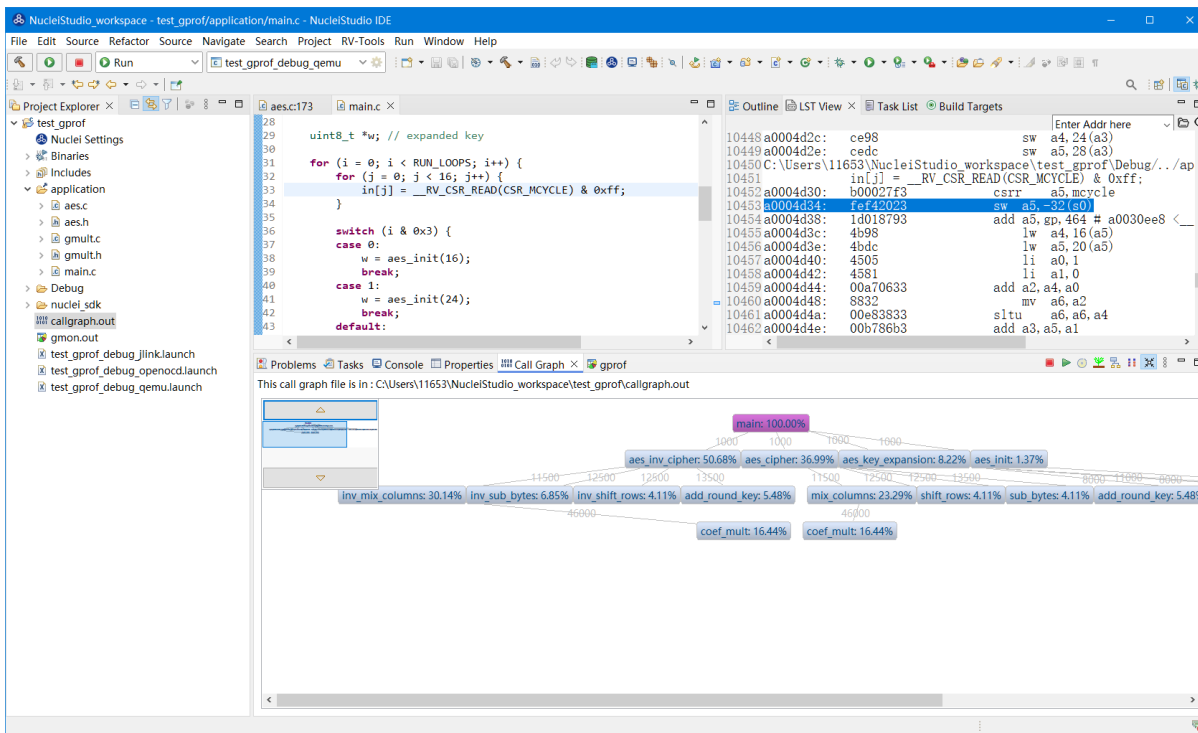 NucleiStudio_workspace - test_gprof/application/main.c - NucleiStudio IDE
File Edit Source Refactor Source Navigate Search Project RV-Tools Run Window Help
Run
test_gprof_debug_qemu
Project Explorer
test_gprof
Nuclei Settings
Binaries
Includes
application
aes.c
aes.h
gmult.c
gmult.h
main.c
Debug
nuclei_sdk
callgraph.out
gmon.out
test_gprof_debug_jlink.launch
test_gprof_debug_openocd.launch
test_gprof_debug_qemu.launch
aes.c:173 main.c
28
29 uint8_t *w; // expanded key
30
31 for (i = 0; i < RUN_LOOPS; i++) {
32 for (j = 0; j < 16; j++) {
33 in[j] = __RV_CSR_READ(CSR_MCYCLE) & 0xff;
34 }
35
36 switch (i & 0x3) {
37 case 0:
38 w = aes_init(16);
39 break;
40 case 1:
41 w = aes_init(24);
42 break;
43 default:
Outline LST View Task List Build Targets
Enter Addr here
10448 a0004d2c: ce98 sw a4,24(a3)
10449 a0004d2e: cedc sw a5,28(a3)
10450 C:\Users\11653\NucleiStudio_workspace\test_gprof\Debug/../ap
10451 in[j] = __RV_CSR_READ(CSR_MCYCLE) & 0xff;
10452 a0004d30: b00027f3 csrr a5,mcycle
10453 a0004d34: fef42023 sw a5,-32(s0)
10454 a0004d38: 1d018793 add a5,gp,464 # a0030ee8 <__
10455 a0004d3c: 4b98 lw a4,16(a5)
10456 a0004d3e: 4bdc lw a5,20(a5)
10457 a0004d40: 4505 li a0,1
10458 a0004d42: 4581 li a1,0
10459 a0004d44: 00a70633 add a2,a4,a0
10460 a0004d48: 8832 mv a6,a2
10461 a0004d4a: 00e83833 sltu a6,a6,a4
10462 a0004d4e: 00b786b3 add a3,a5,a1
Problems Tasks Console Properties Call Graph gprof
This call graph file is in : C:\Users\11653\NucleiStudio_workspace\test_gprof\callgraph.out
main: 100.00%
1000 1000 1000 1000
aes_inv_cipher: 50.68% aes_cipher: 36.99% aes_key_expansion: 8.22% aes_init: 1.37%
11500 12500 12500 13500 11500 12500 12500 13500 8000 11000 8000
inv_mix_columns: 30.14% inv_sub_bytes: 6.85% inv_shift_rows: 4.11% add_round_key: 5.48% mix_columns: 23.29% shift_rows: 4.11% sub_bytes: 4.11% add_round_key: 5.48
46000 46000
coef_mult: 16.44% coef_mult: 16.44%